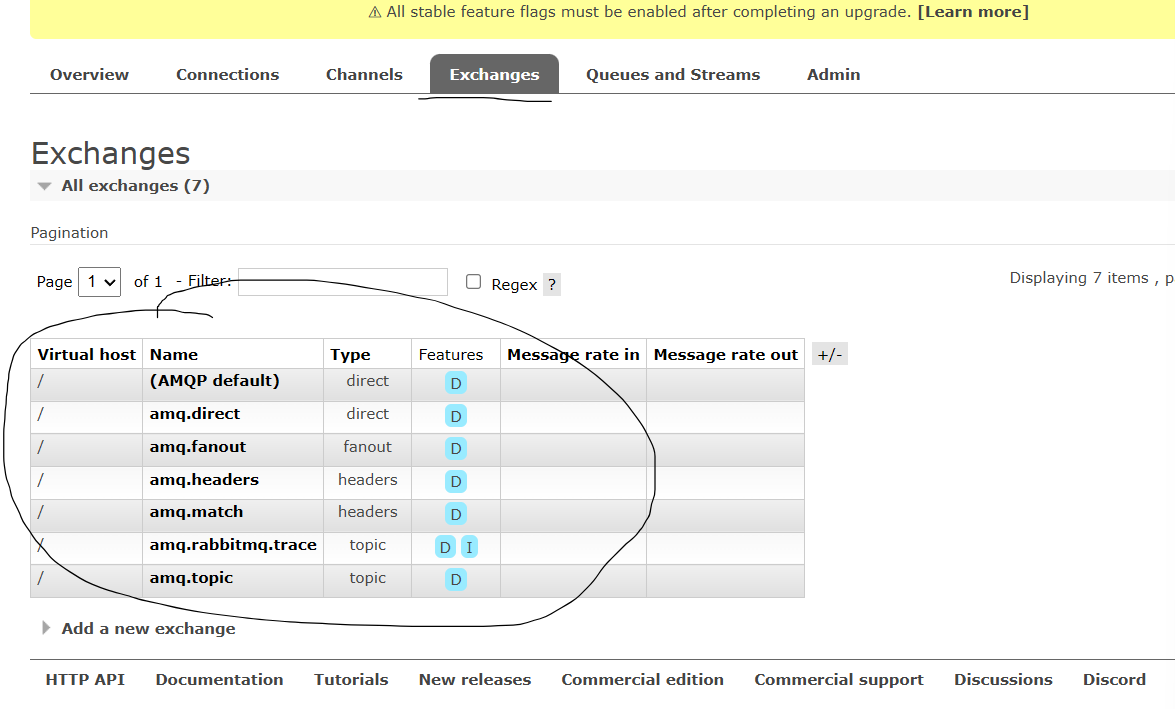 ⚠ All stable feature flags must be enabled after completing an upgrade. [Learn more]
Overview Connections Channels Exchanges Queues and Streams Admin
Exchanges
All exchanges (7)
Pagination
Page 1 of 1 - Filter: Regex ? Displaying 7 items ,
Virtual host Name Type Features Message rate in Message rate out +/-
/ (AMQP default) direct D
/ amq.direct direct D
/ amq.fanout fanout D
/ amq.headers headers D
/ amq.match headers D
/ amq.rabbitmq.trace topic D I
/ amq.topic topic D
Add a new exchange
HTTP API Documentation Tutorials New releases Commercial edition Commercial support Discussions Discord